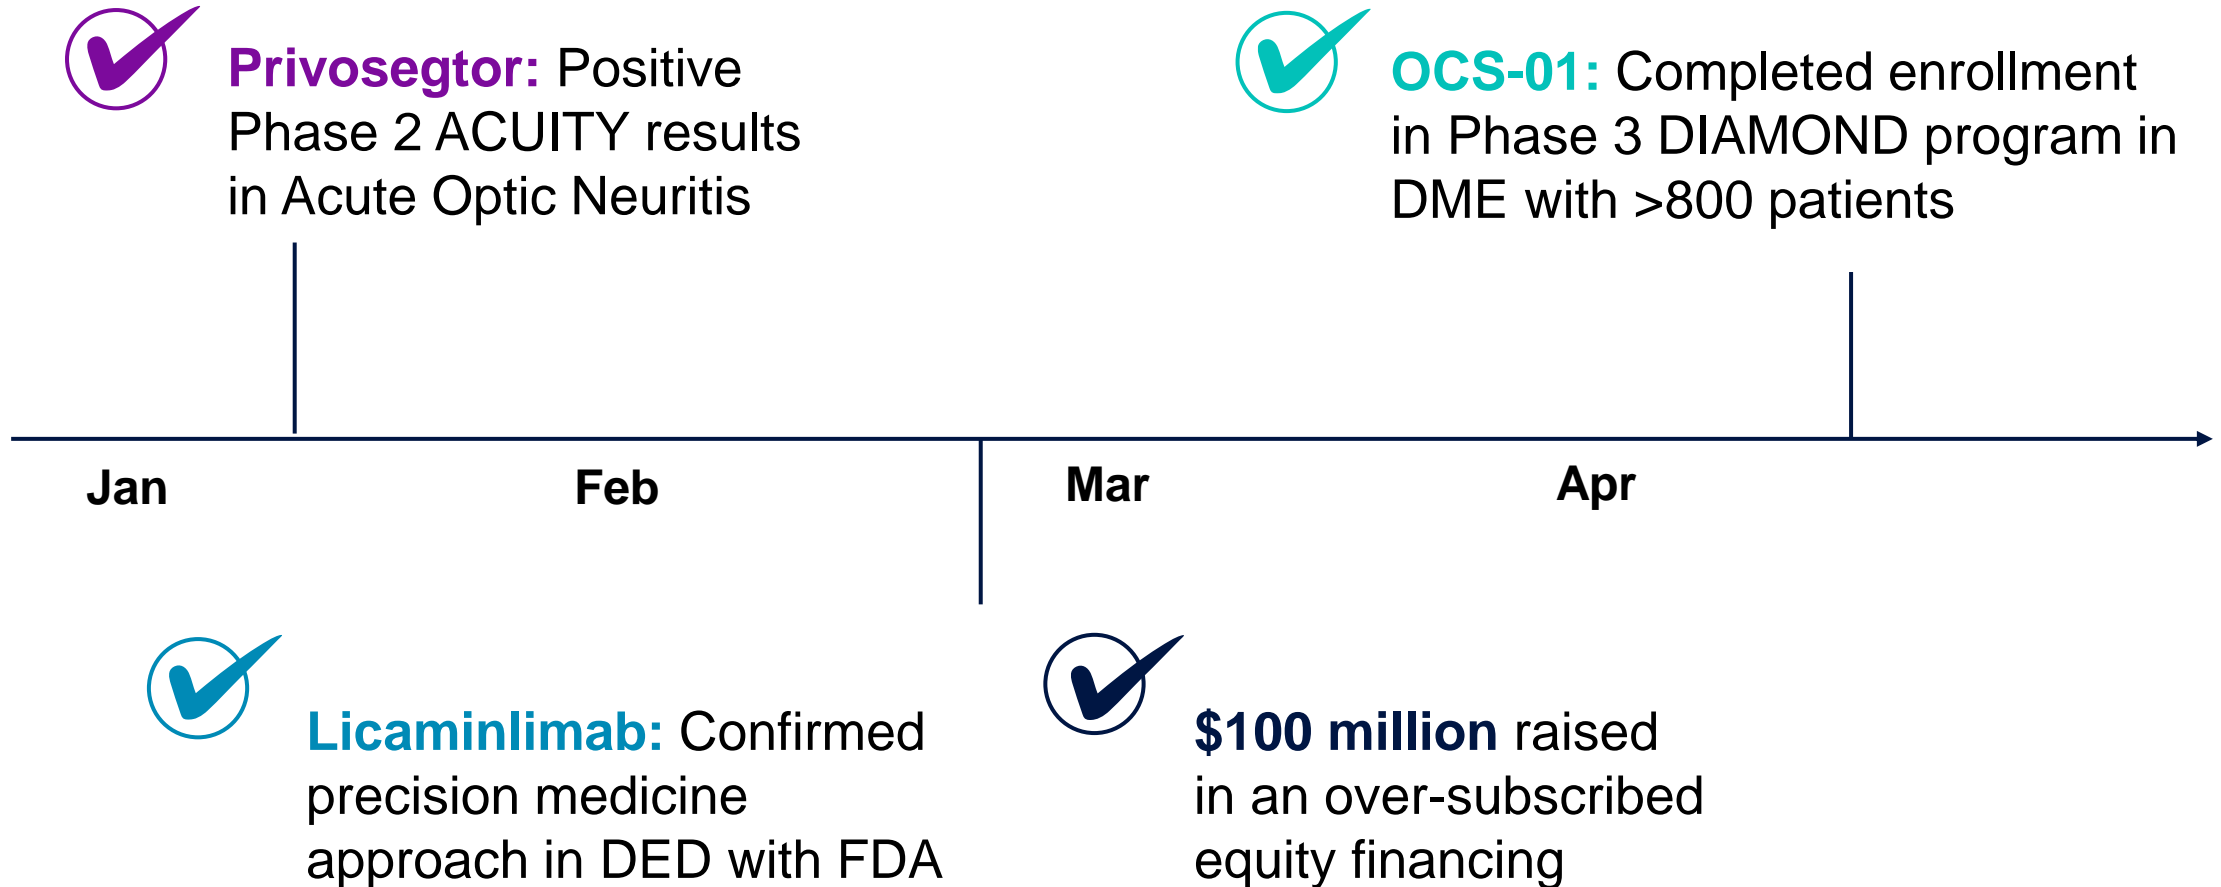 Privosegtor: Positive
Phase 2 ACUITY results
in Acute Optic Neuritis
OCS-01: Completed enrollment
in Phase 3 DIAMOND program in
DME with >800 patients
Jan
Feb
Mar
Apr
Licaminlimab: Confirmed
precision medicine
approach in DED with FDA
$100 million raised
in an over-subscribed
equity financing